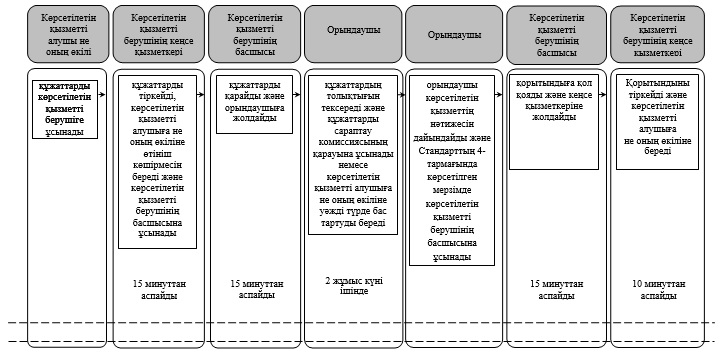 Көрсетілетін
қызметті
алушы не
оның өкілі
Көрсетілетін
қызметті
берушінің кеңсе
қызметкері
Көрсетілетін
қызметті
берушінің
басшысы
Орындаушы
Орындаушы
Көрсетілетін
қызметті
берушінің
басшысы
Көрсетілетін
қызметті
берушінің кеңсе
қызметкері
құжаттарды
көрсетілетін
қызметті
берушіге
ұсынады
құжаттарды
тіркейді,
көрсетілетін
қызметті
алушыға не
оның өкіліне
өтініш
көшірмесін
береді және
көрсетілетін
қызметті
берушінің
басшысына
ұсынады
құжаттарды
қарайды және
орындаушыға
жолдайды
құжаттардың
толықтығын
тексереді және
құжаттарды
сараптау
комиссиясының
қарауына ұсынады
немесе
көрсетілетін
қызметті алушыға
не оның өкіліне
уәжді түрде бас
тартуды береді
орындаушы
көрсетілетін
қызметтің
нәтижесін
дайындайды және
Стандарттың 4-
тармағында
көрсетілген
мерзімде
көрсетілетін
қызметті
берушінің
басшысына
ұсынады
қорытындыға қол
қояды және кеңсе
қызметкеріне
жолдайды
Қорытындыны
тіркейді және
көрсетілетін
қызметті
алушыға
не оның өкіліне
береді
15 минуттан
аспайды
15 минуттан
аспайды
2 жұмыс күні
ішінде
15 минуттан
аспайды
10 минуттан
аспайды